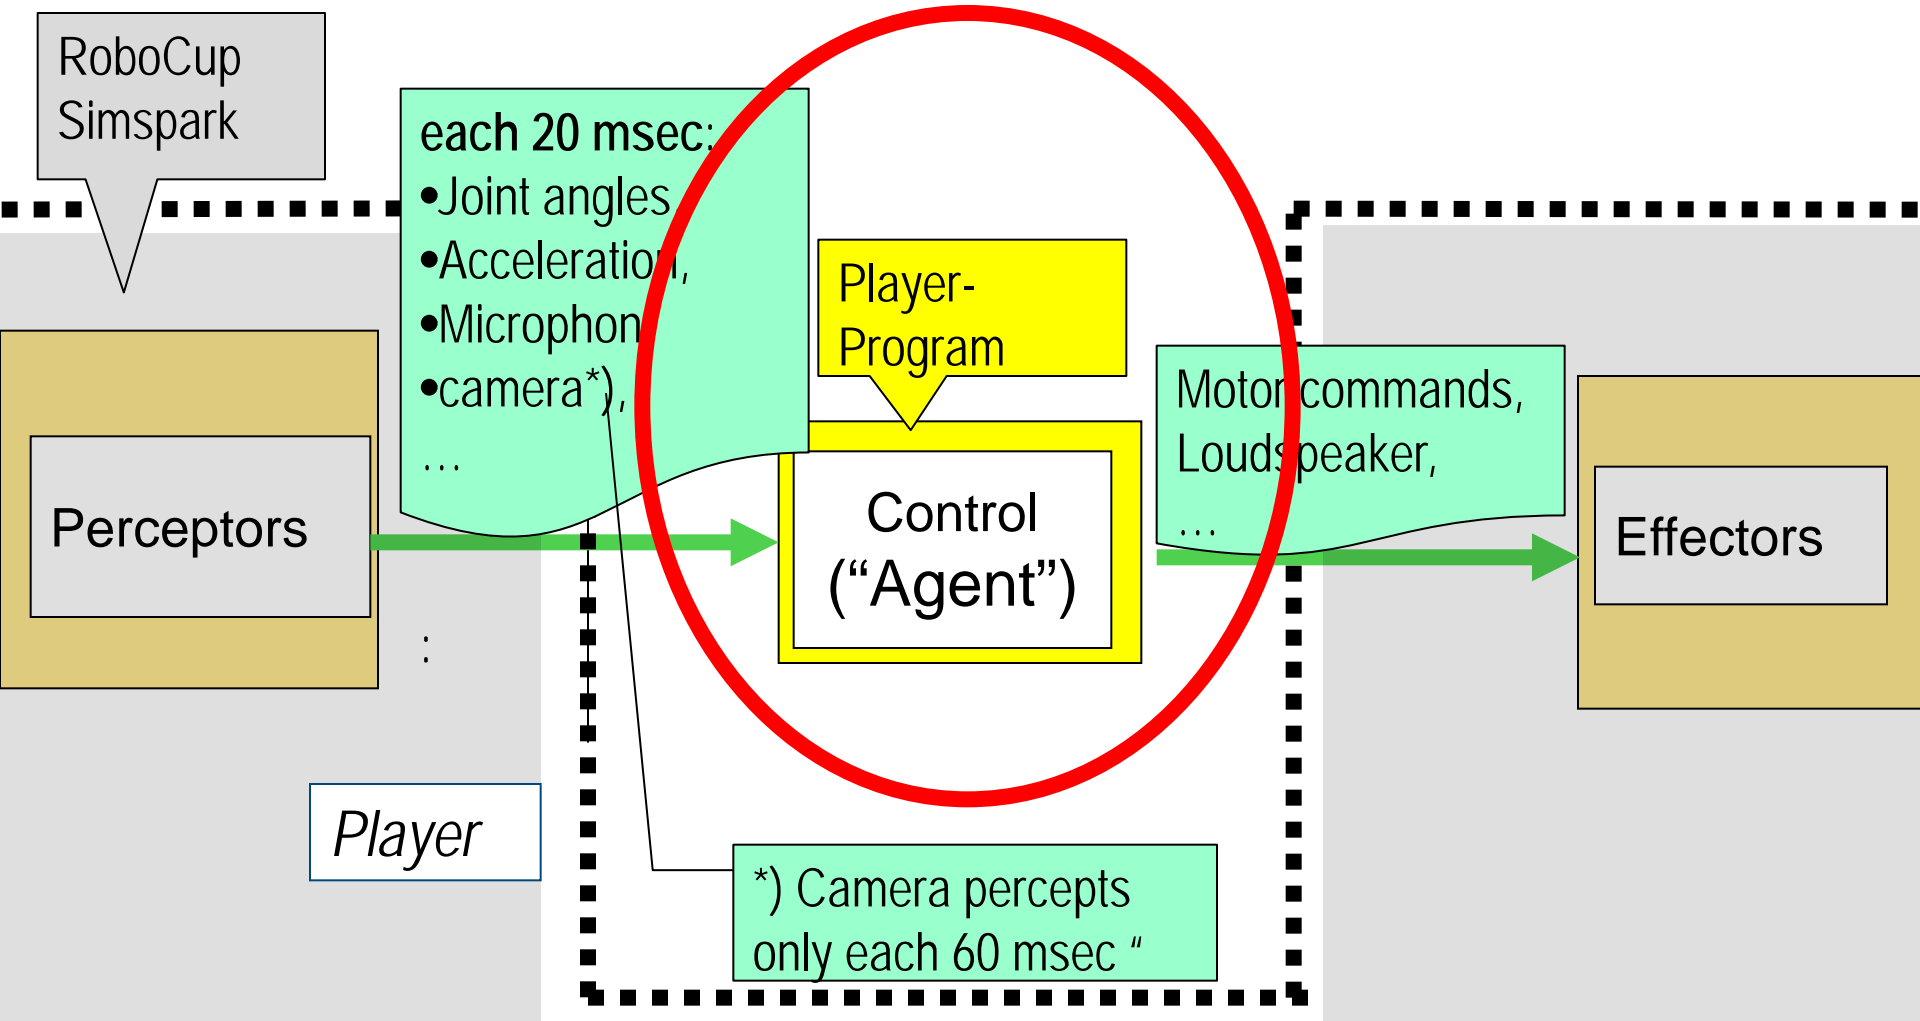 RoboCup
Simspark
each 20 msec:
•Joint angles,
•Acceleration,
•Microphon
•camera*),
…
Player-
Program
Motor commands,
Loudspeaker,
…
Perceptors
Control
(“Agent”)
Effectors
:
Player
*) Camera percepts
only each 60 msec “